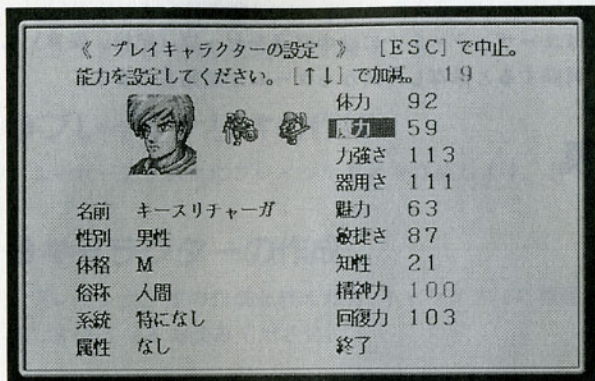 《 プレイキャラクターの設定 》 [ESC]で中止。
能力を設定してください。[↑↓]で加減。 19
体力 92
魔力 59
力強さ 113
器用さ 111
魅力 63
敏捷さ 87
知性 21
精神力 100
回復力 103
終了
名前 キースリチャーガ
性別 男性
体格 M
俗称 人間
系統 特になし
属性 なし